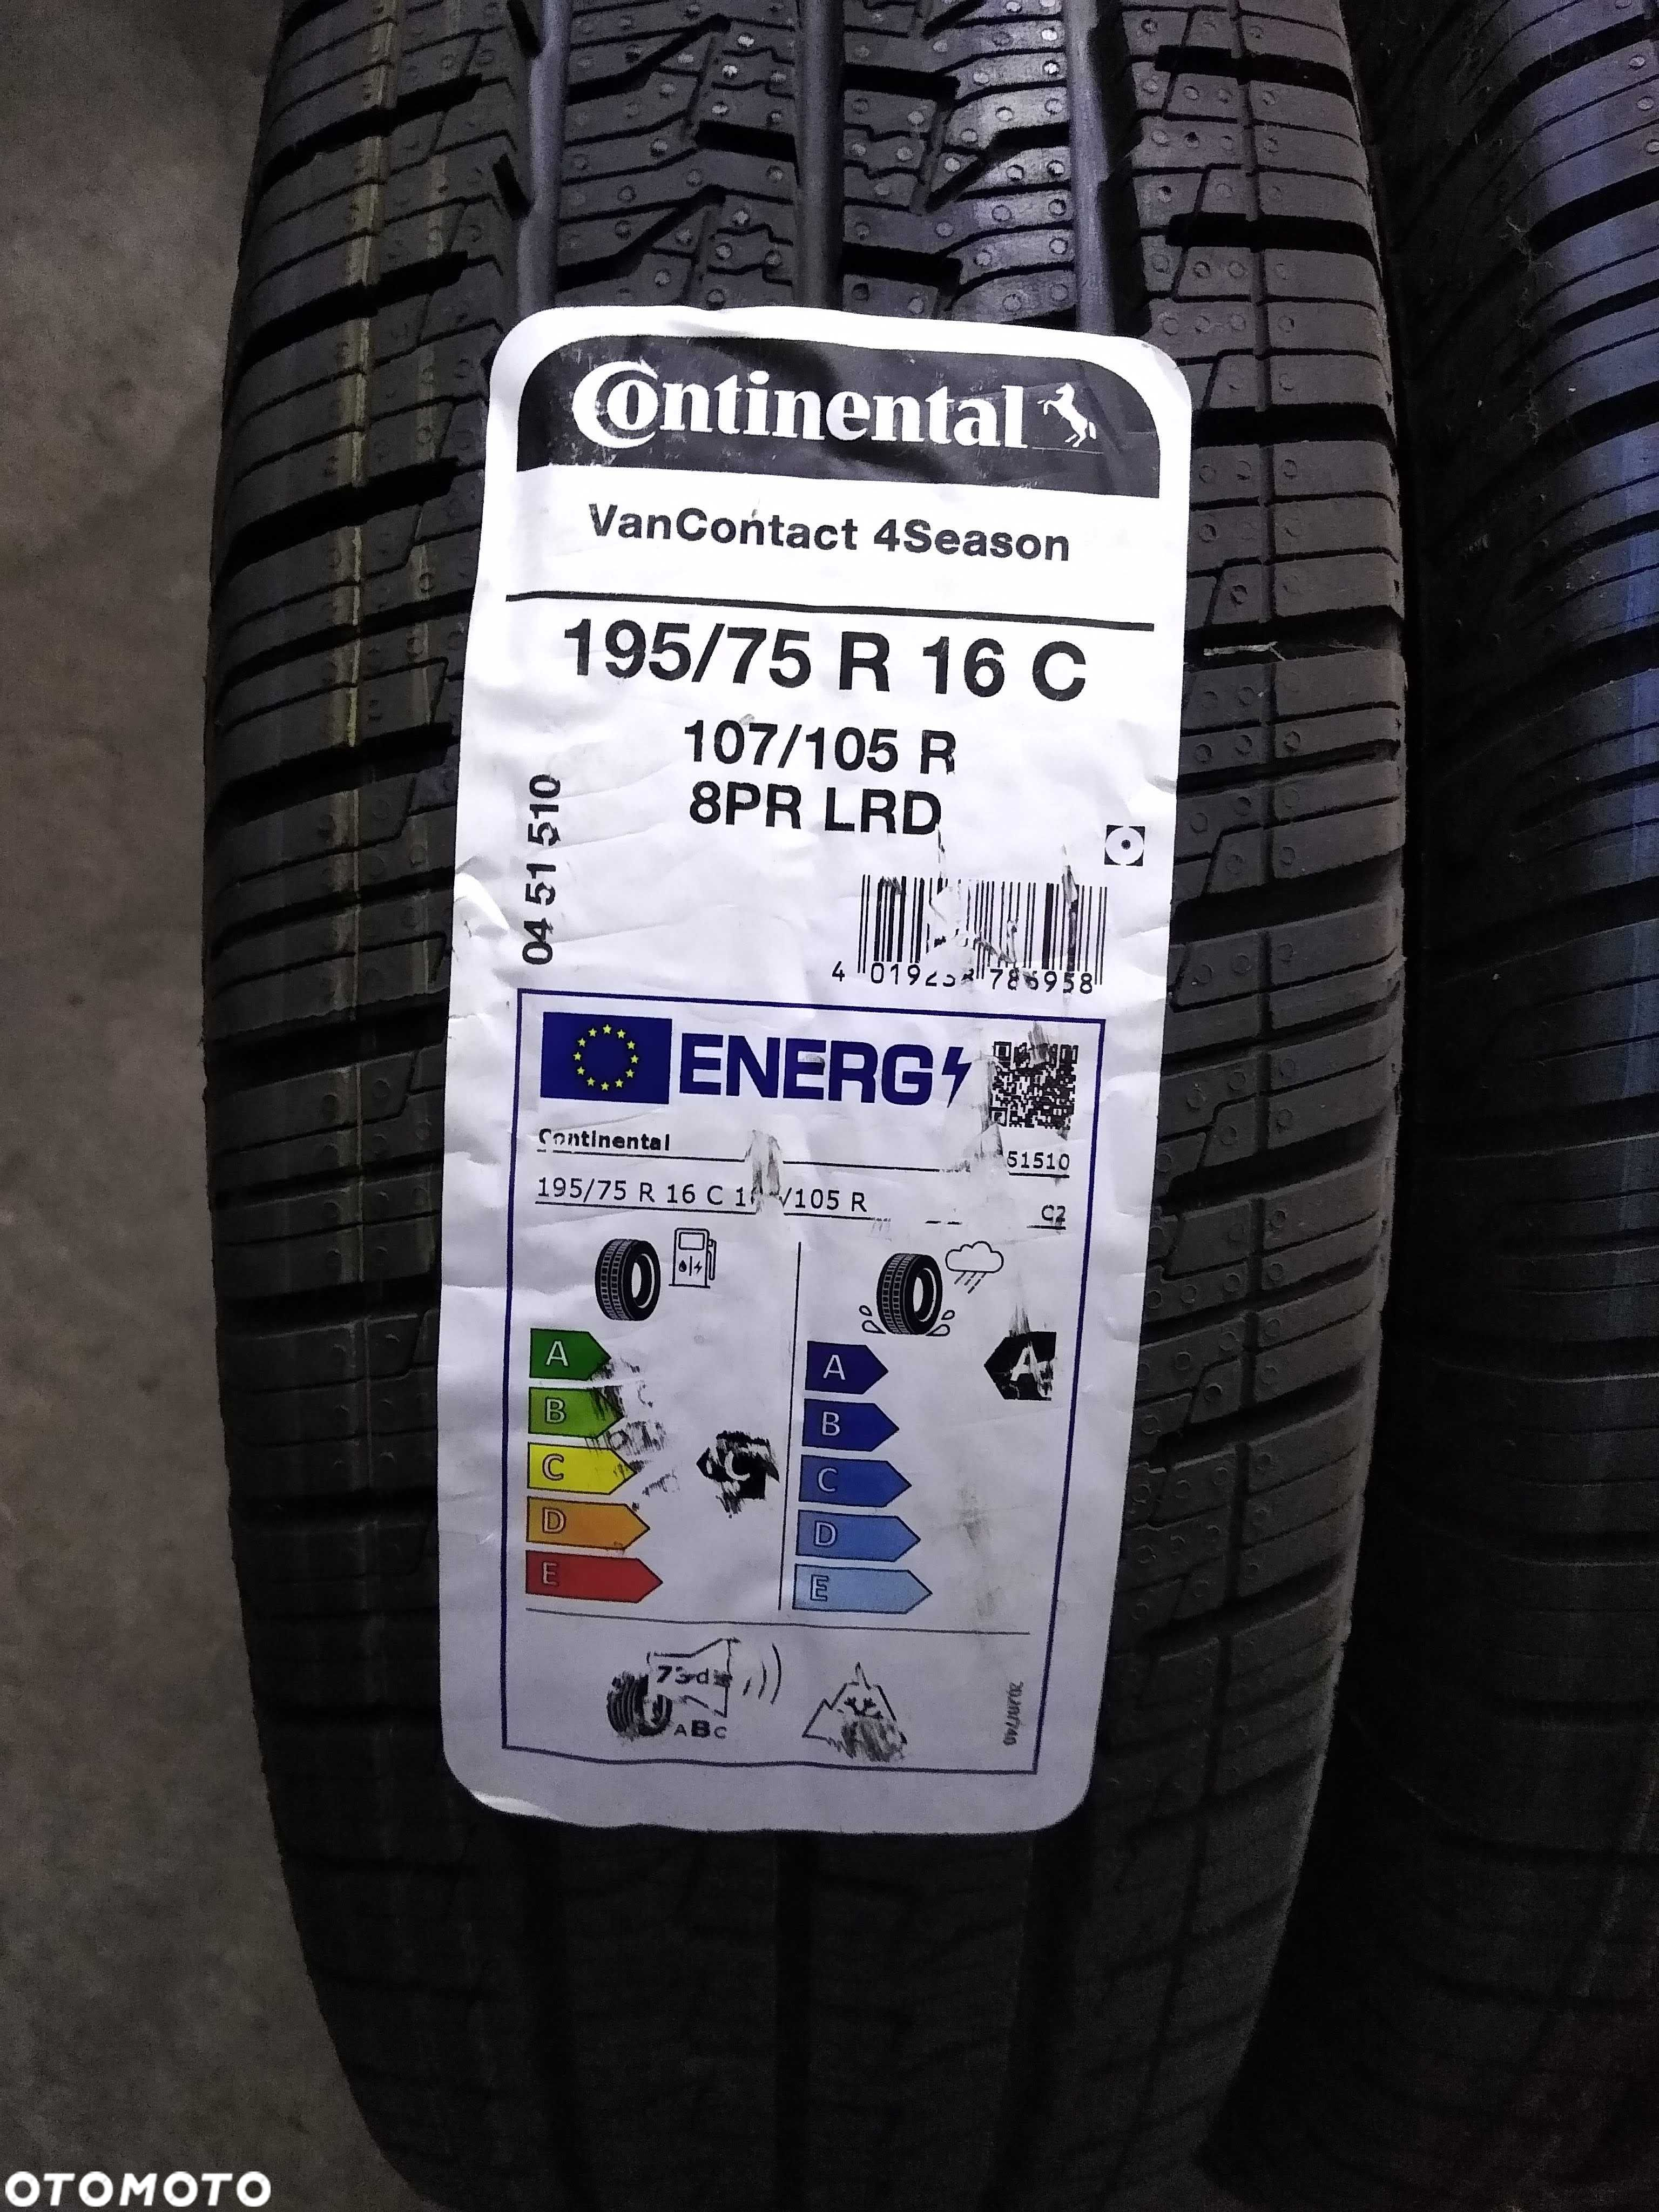 Continental
VanContact 4Season
195/75 R 16 C
107/105 R
8PR LRD
04 51 510
4
ENERG
Continental
51510
195/75 R 16 C /105 R
C2
A
B
C
D
E
C
A
B
C
D
E
A
ABC
OTOMOTO